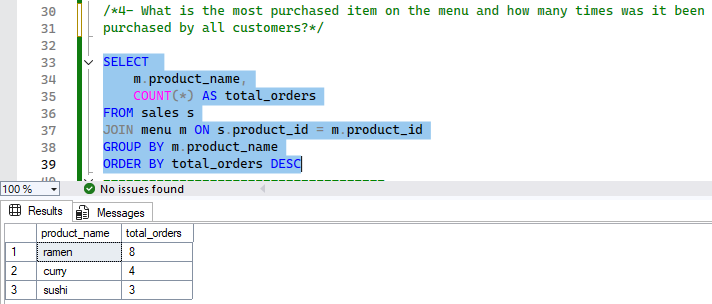 30 /*4- What is the most purchased item on the menu and how many times was it been
31 purchased by all customers?*/
32
33 SELECT
34 m.product_name,
35 COUNT(*) AS total_orders
36 FROM sales s
37 JOIN menu m ON s.product_id = m.product_id
38 GROUP BY m.product_name
39 ORDER BY total_orders DESC
100 % No issues found
Results Messages
product_name total_orders
1 ramen 8
2 curry 4
3 sushi 3